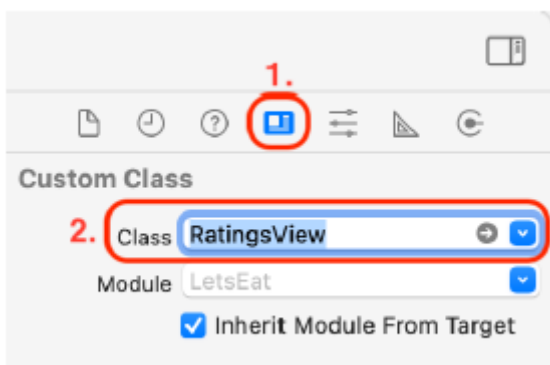 1.
Custom Class
2. Class RatingsView
Module LetsEat
Inherit Module From Target